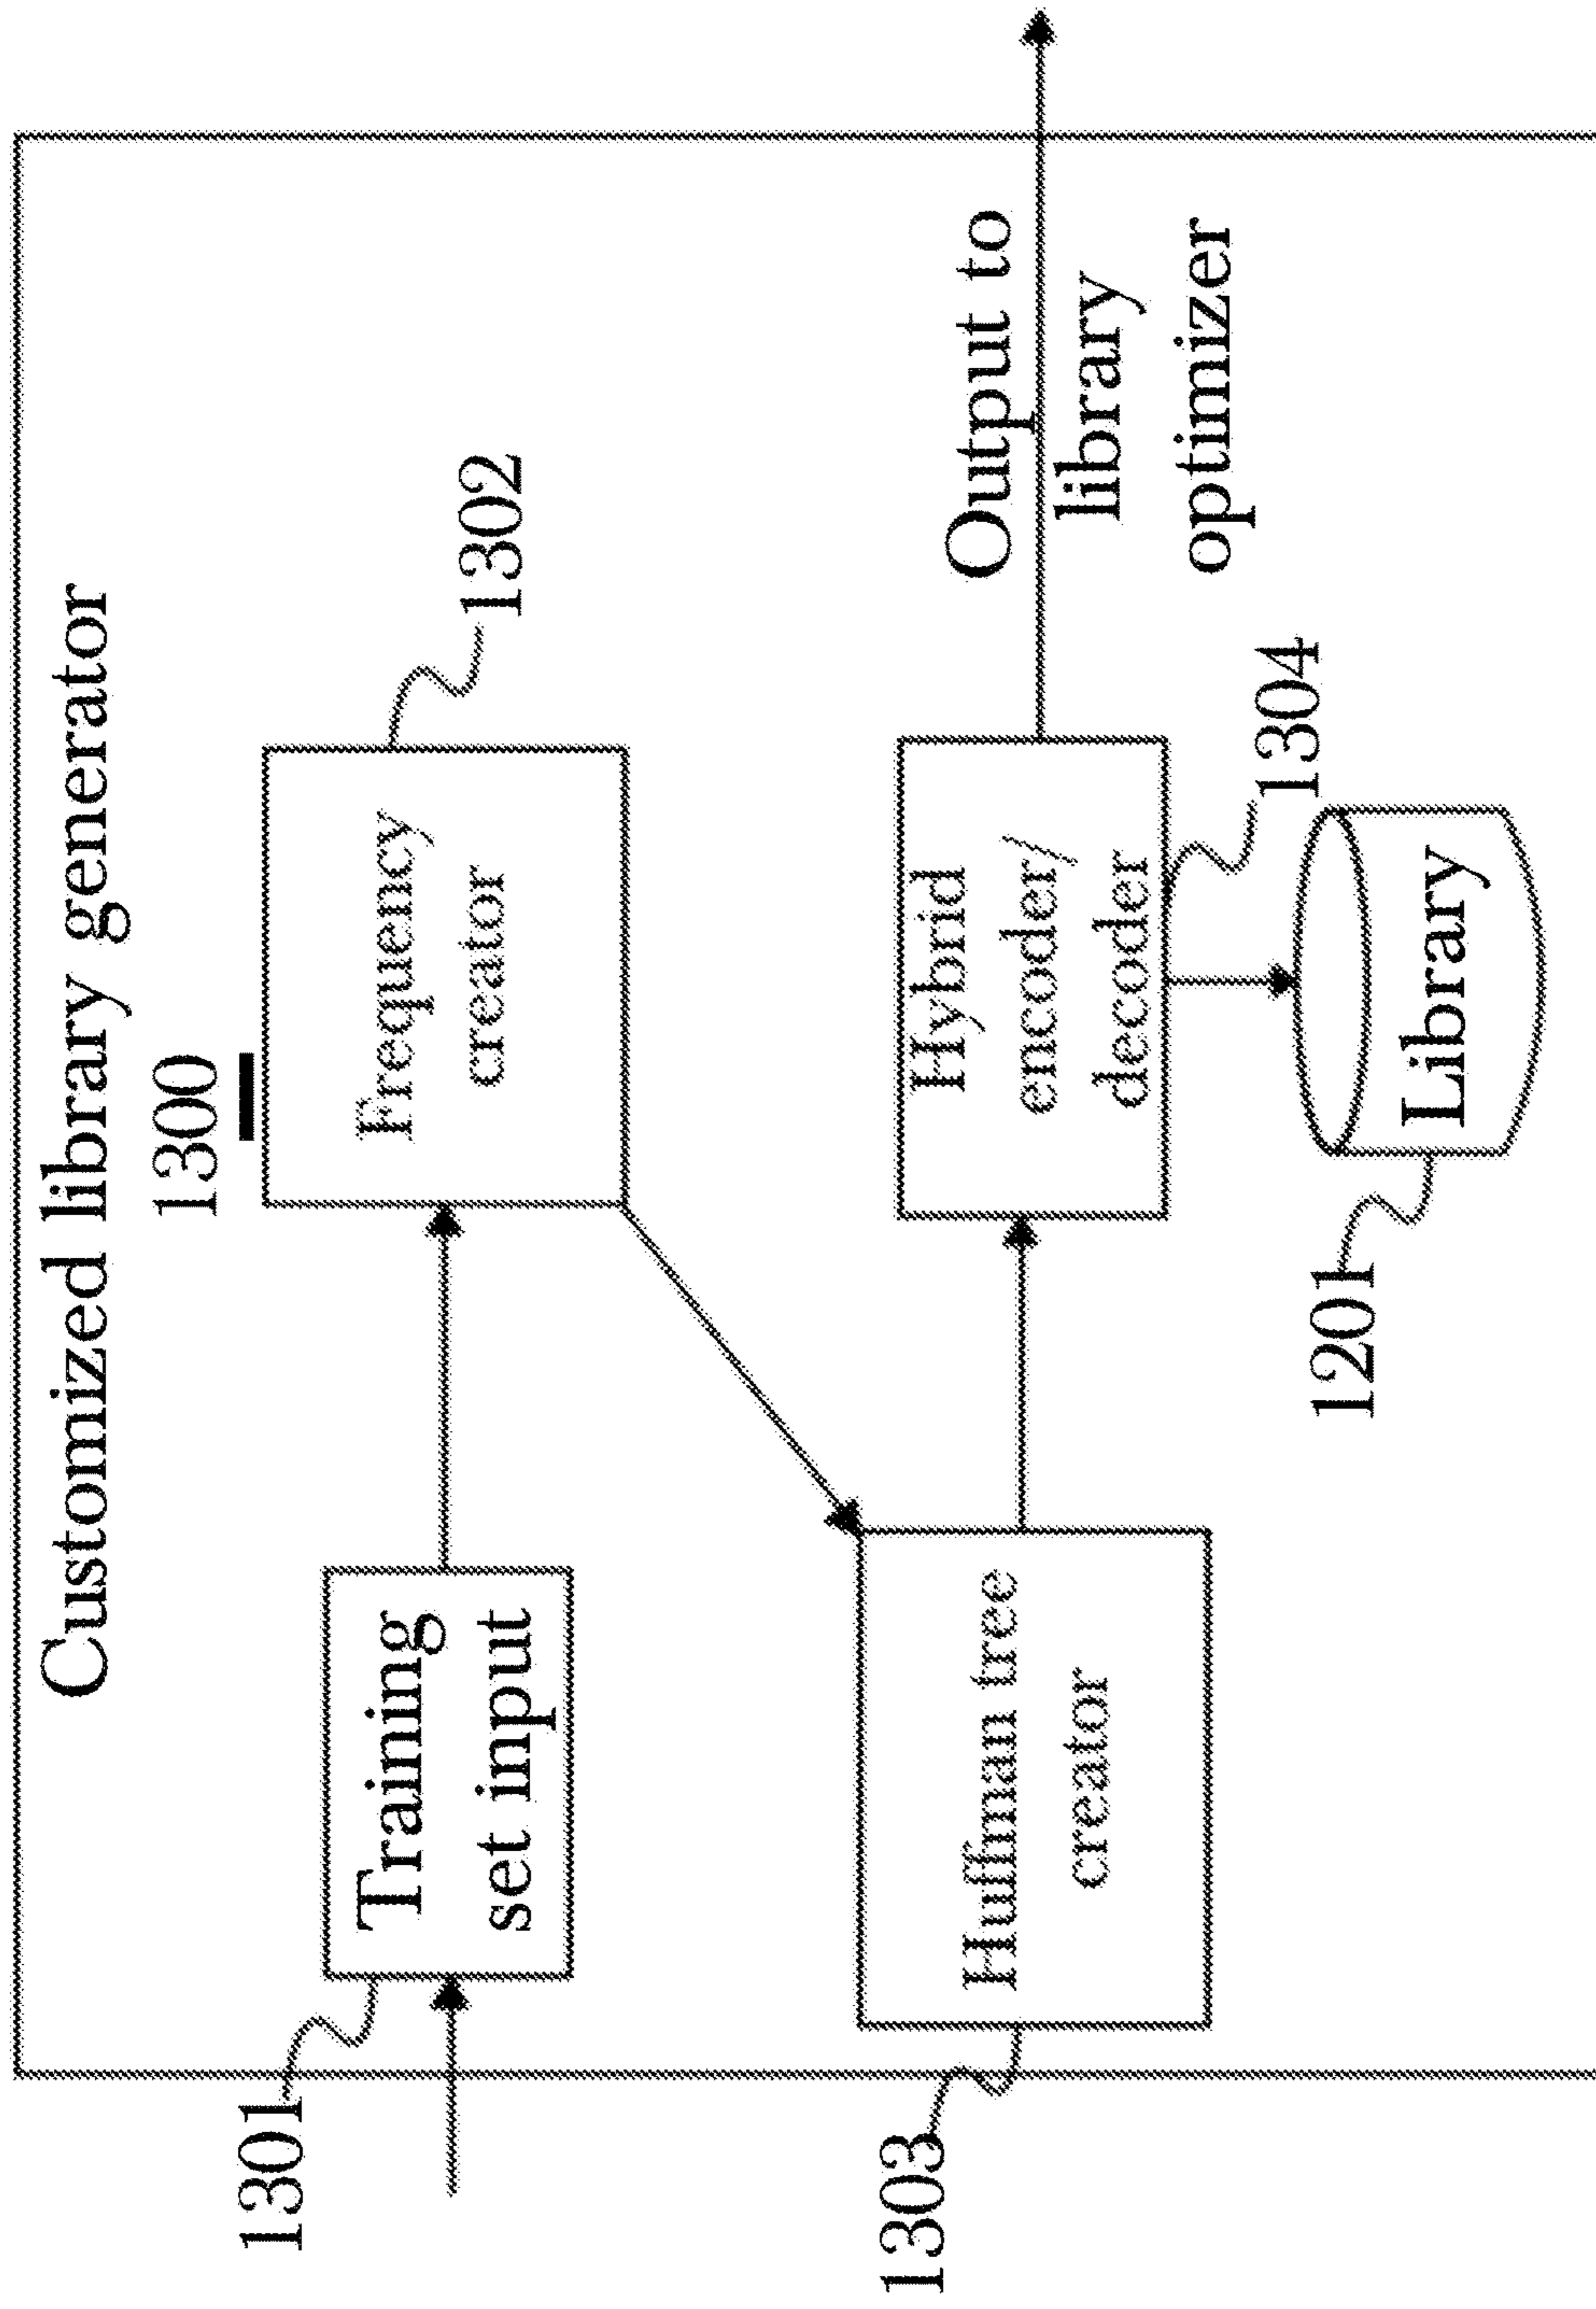 Customized library generator
1300
1301
Training
set input
Frequency
creator
1302
1303
Huffman tree
creator
Hybrid
encoder/
decoder
1304
Output to
library
optimizer
1201
Library